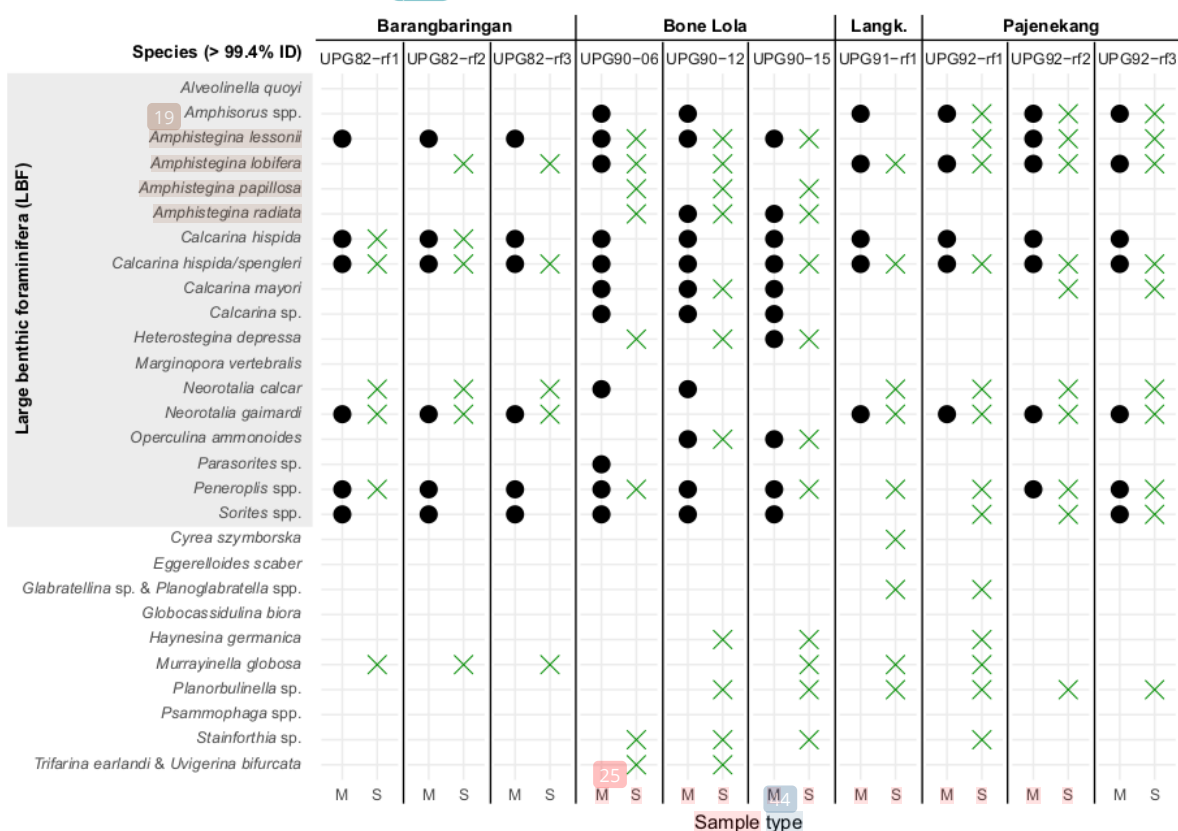 Barangbaringan Bone Lola Langk. Pajenekang
Species (> 99.4% ID) UPG82-rf1 UPG82-rf2 UPG82-rf3 UPG90-06 UPG90-12 UPG90-15 UPG91-rf1 UPG92-rf1 UPG92-rf2 UPG92-rf3
Large benthic foraminifera (LBF)
Alveolinella quoyi
19 Amphisorus spp.
Amphistegina lessonii
Amphistegina lobifera
Amphistegina papillosa
Amphistegina radiata
Calcarina hispida
Calcarina hispida/spengleri
Calcarina mayori
Calcarina sp.
Heterostegina depressa
Marginopora vertebralis
Neorotalia calcar
Neorotalia gaimardi
Operculina ammonoides
Parasorites sp.
Peneroplis spp.
Sorites spp.
Cyrea szymborska
Eggerelloides scaber
Glabratellina sp. & Planoglabratella spp.
Globocassidulina biora
Haynesina germanica
Murrayinella globosa
Planorbulinella sp.
Psammophaga spp.
Stainforthia sp.
Trifarina earlandi & Uvigerina bifurcata
25
M S M S M S M S M S M S M S M S M S M S
44
Sample type